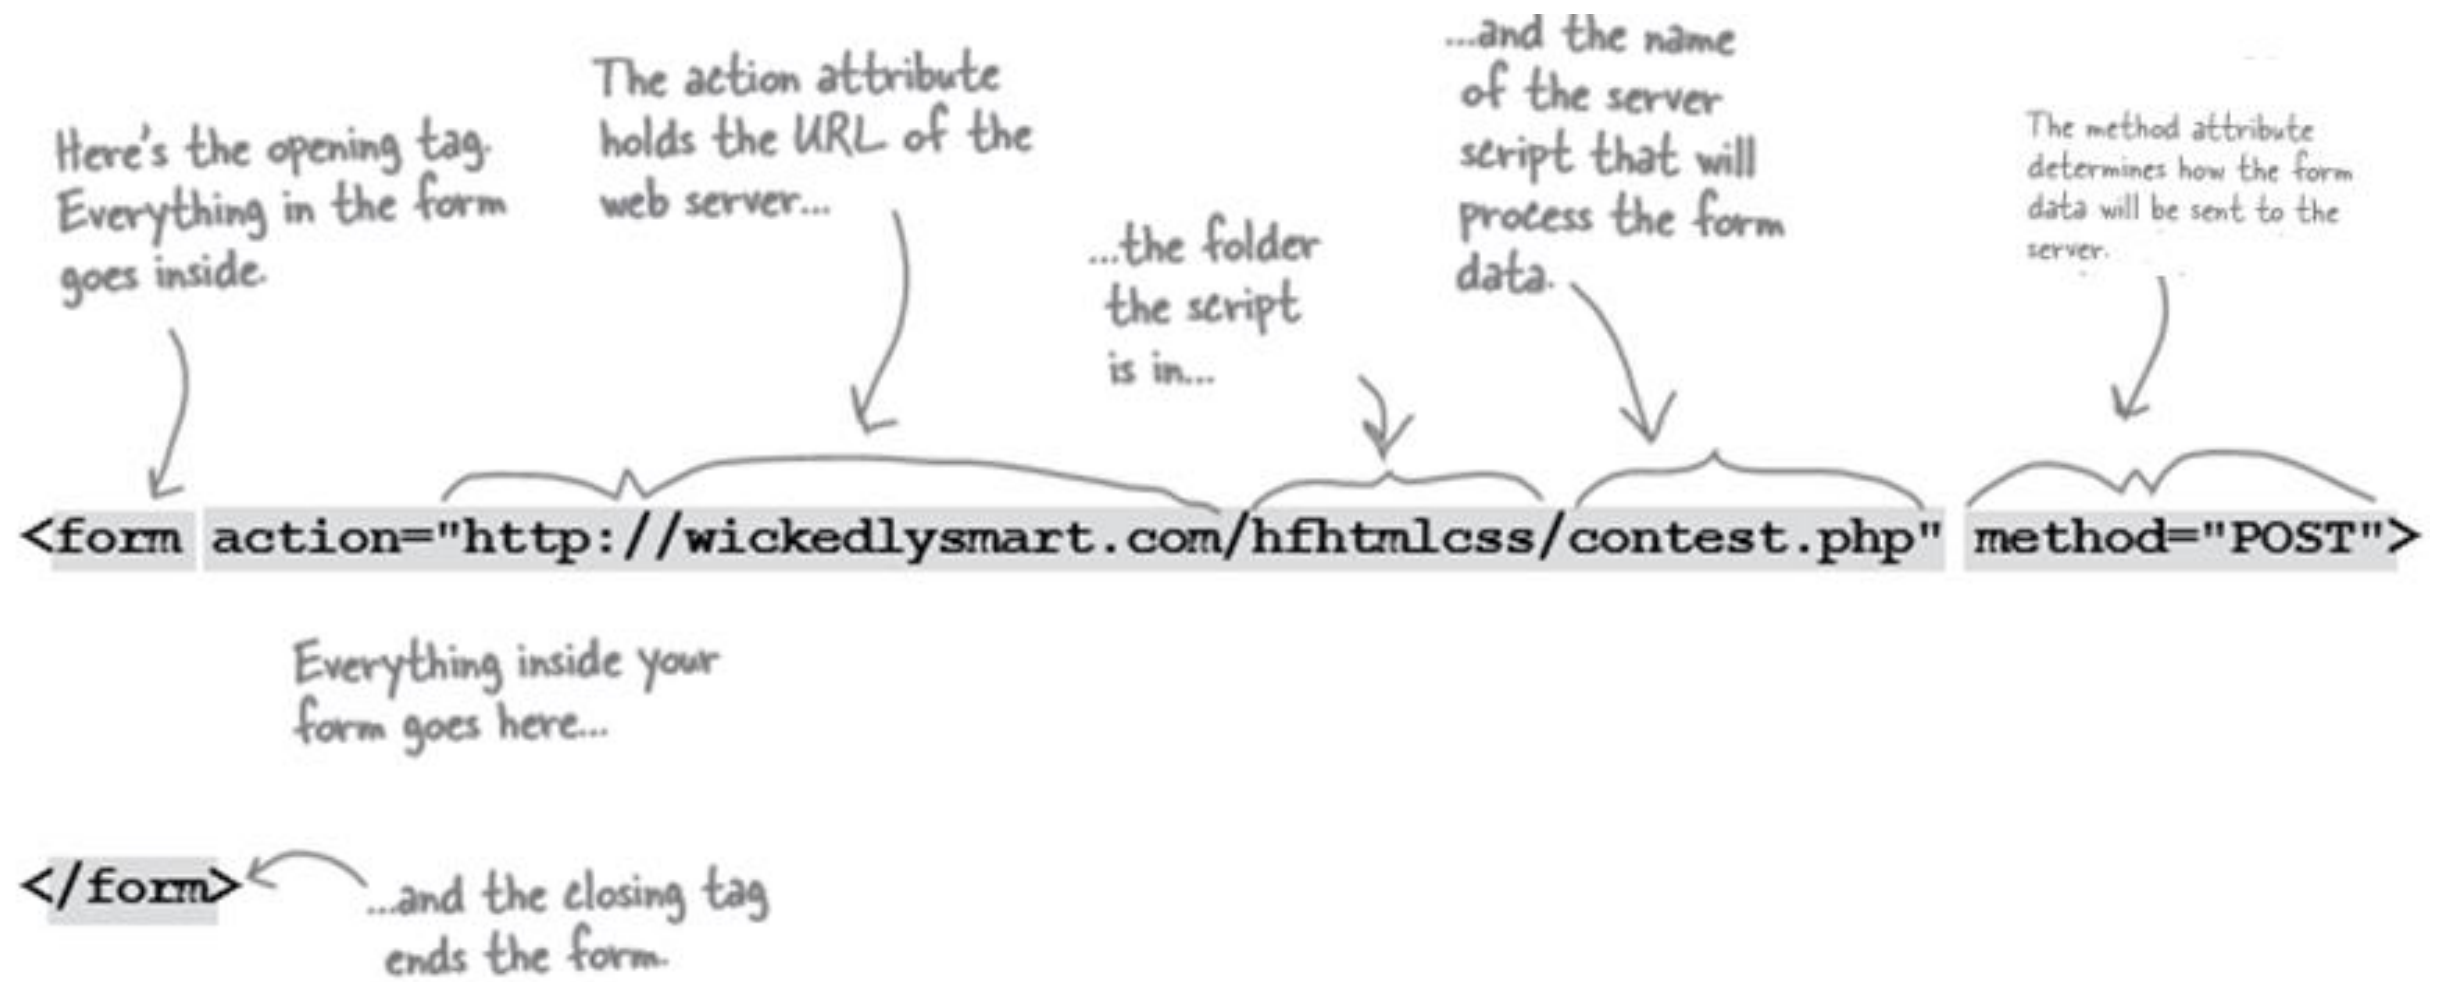 Here's the opening tag.
Everything in the form
goes inside.
The action attribute
holds the URL of the
web server...
...the folder
the script
is in...
...and the name
of the server
script that will
process the form
data.
The method attribute
determines how the form
data will be sent to the
server.
<form action="http://wickedlysmart.com/hfhtmlcss/contest.php" method="POST">
Everything inside your
form goes here...
</form>
...and the closing tag
ends the form.